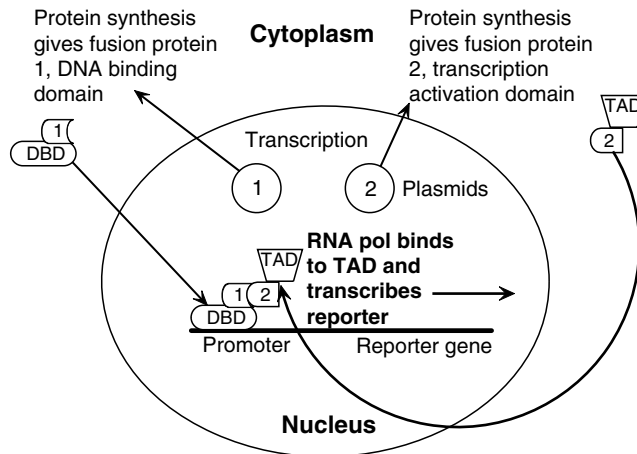 Protein synthesis
gives fusion protein
1, DNA binding
domain
Cytoplasm
Protein synthesis
gives fusion protein
2, transcription
activation domain
TAD
2
1
DBD
Transcription
1
2
Plasmids
RNA pol binds
to TAD and
transcribes
reporter
TAD
1
2
DBD
Promoter
Reporter gene
Nucleus